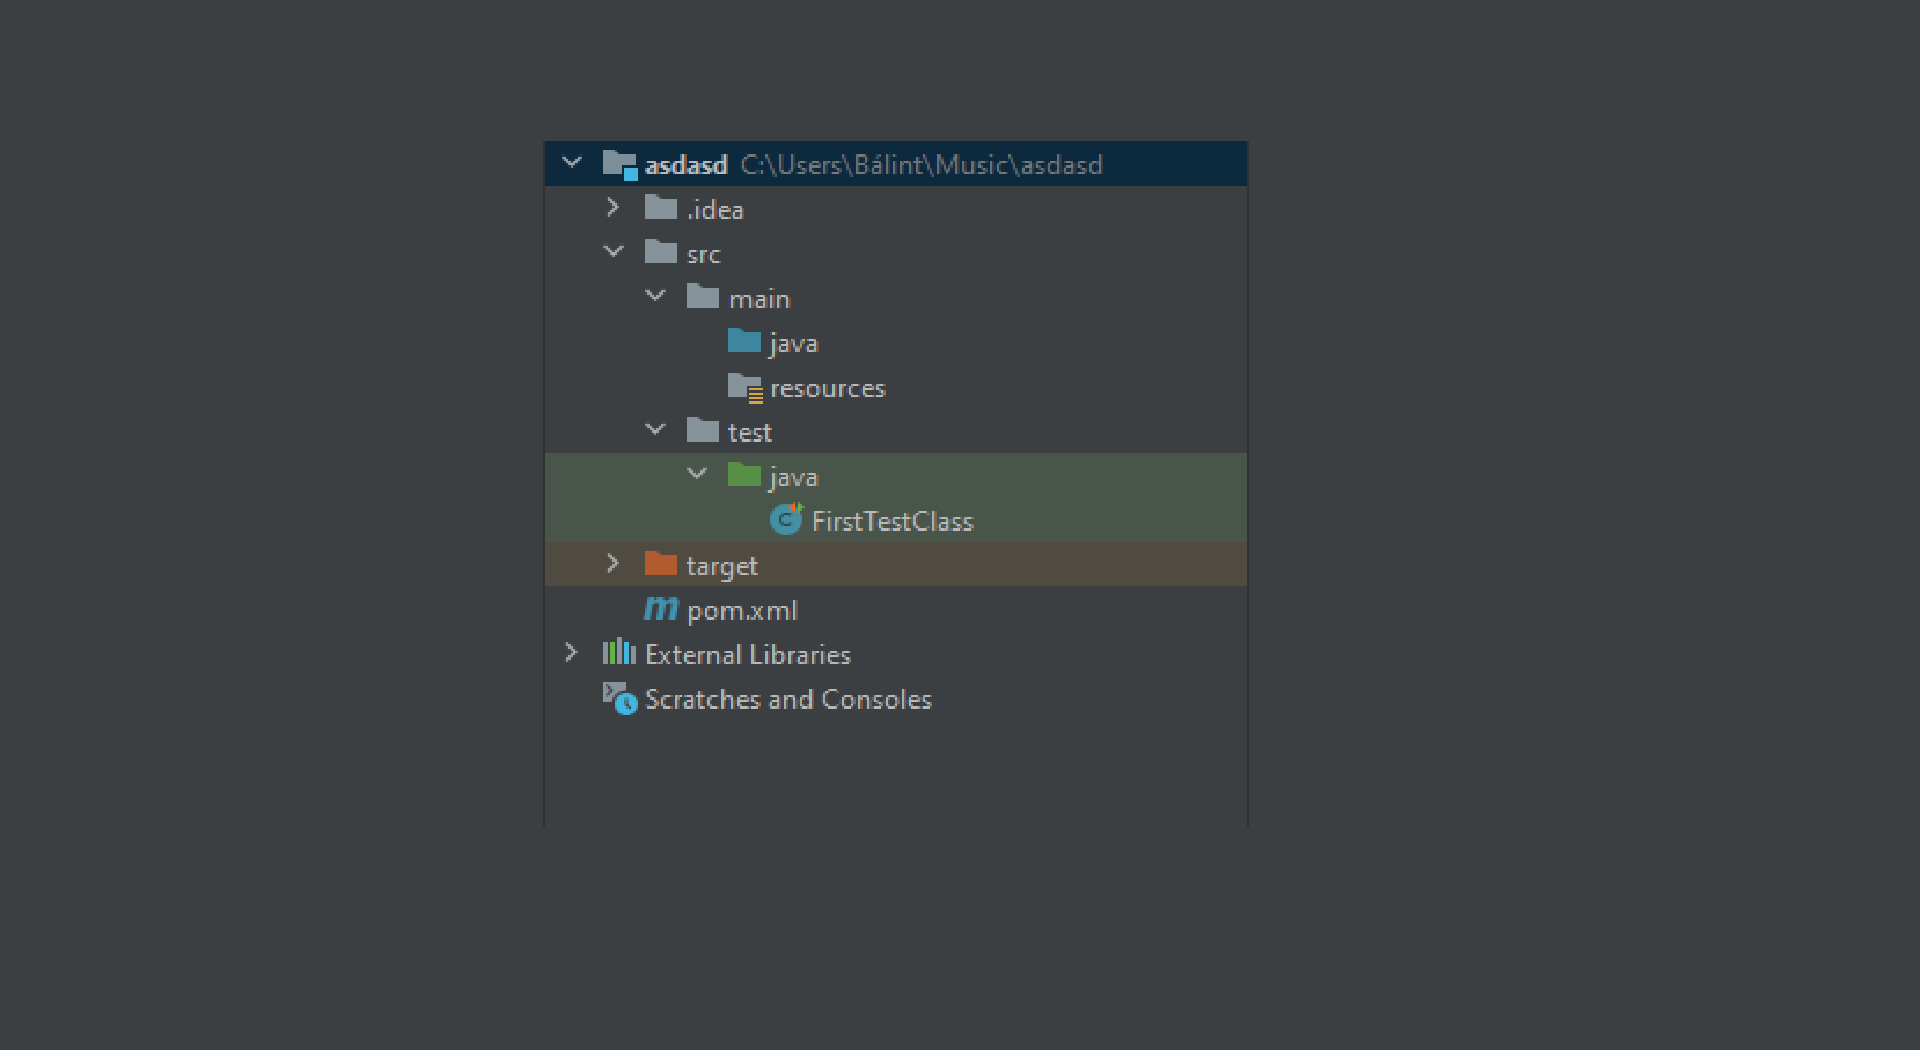 asdasd C:\Users\Bálint\Music\asdasd
.idea
src
main
java
resources
test
java
FirstTestClass
target
pom.xml
External Libraries
Scratches and Consoles